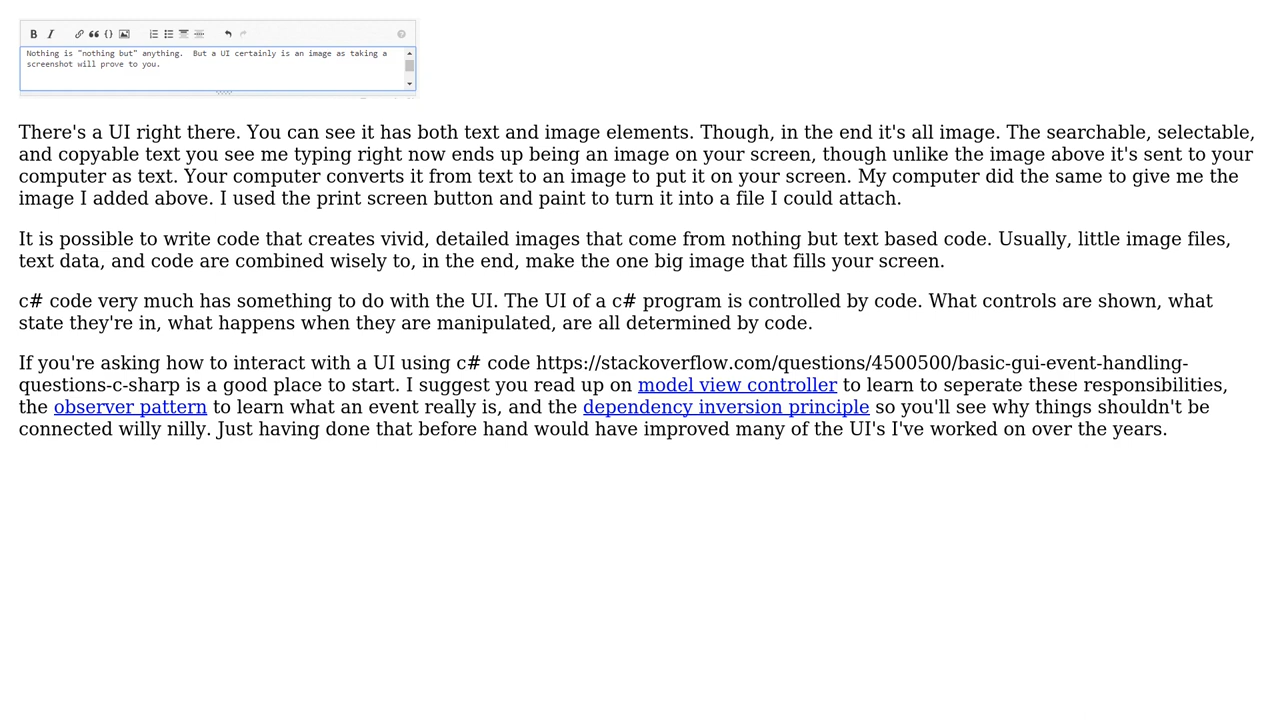 B I
Nothing is "nothing but" anything.  But a UI certainly is an image as taking a
screenshot will prove to you.
There's a UI right there. You can see it has both text and image elements. Though, in the end it's all image. The searchable, selectable,
and copyable text you see me typing right now ends up being an image on your screen, though unlike the image above it's sent to your
computer as text. Your computer converts it from text to an image to put it on your screen. My computer did the same to give me the
image I added above. I used the print screen button and paint to turn it into a file I could attach.
It is possible to write code that creates vivid, detailed images that come from nothing but text based code. Usually, little image files,
text data, and code are combined wisely to, in the end, make the one big image that fills your screen.
c# code very much has something to do with the UI. The UI of a c# program is controlled by code. What controls are shown, what
state they're in, what happens when they are manipulated, are all determined by code.
If you're asking how to interact with a UI using c# code https://stackoverflow.com/questions/4500500/basic-gui-event-handling-
questions-c-sharp is a good place to start. I suggest you read up on model view controller to learn to seperate these responsibilities,
the observer pattern to learn what an event really is, and the dependency inversion principle so you'll see why things shouldn't be
connected willy nilly. Just having done that before hand would have improved many of the UI's I've worked on over the years.